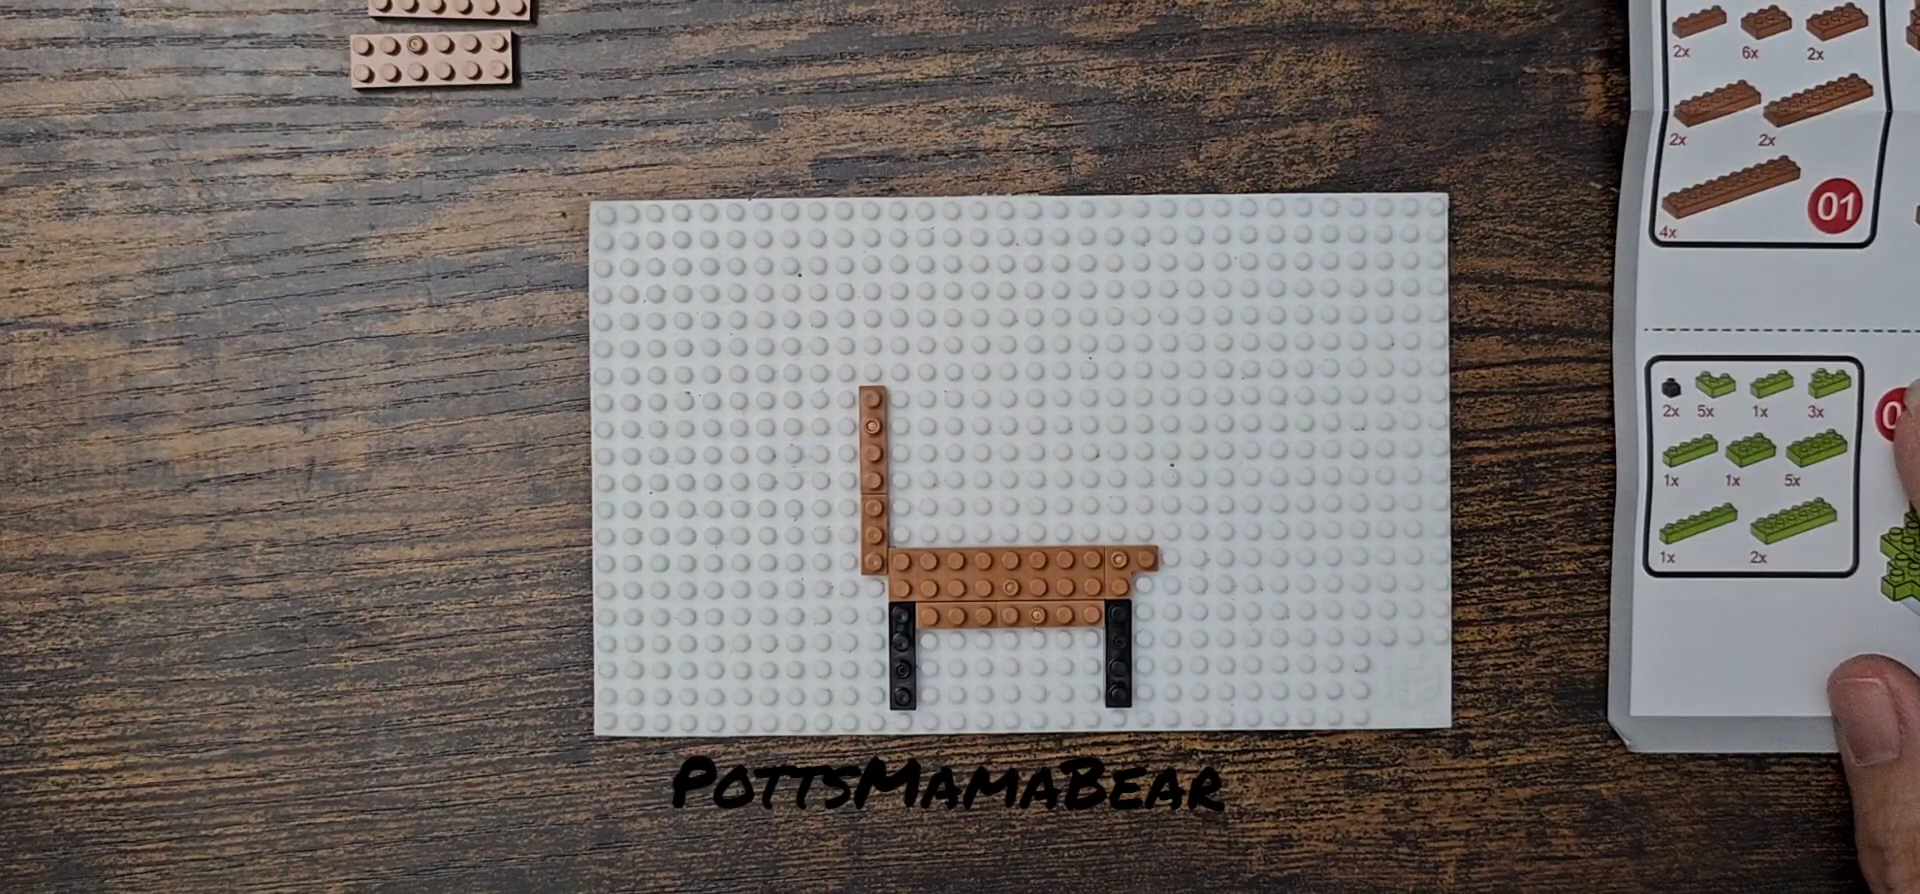 2x 6x 2x
2x 2x
4x 01
2x 5x 1x 3x
1x 1x 5x
1x 2x
PottsMamaBear